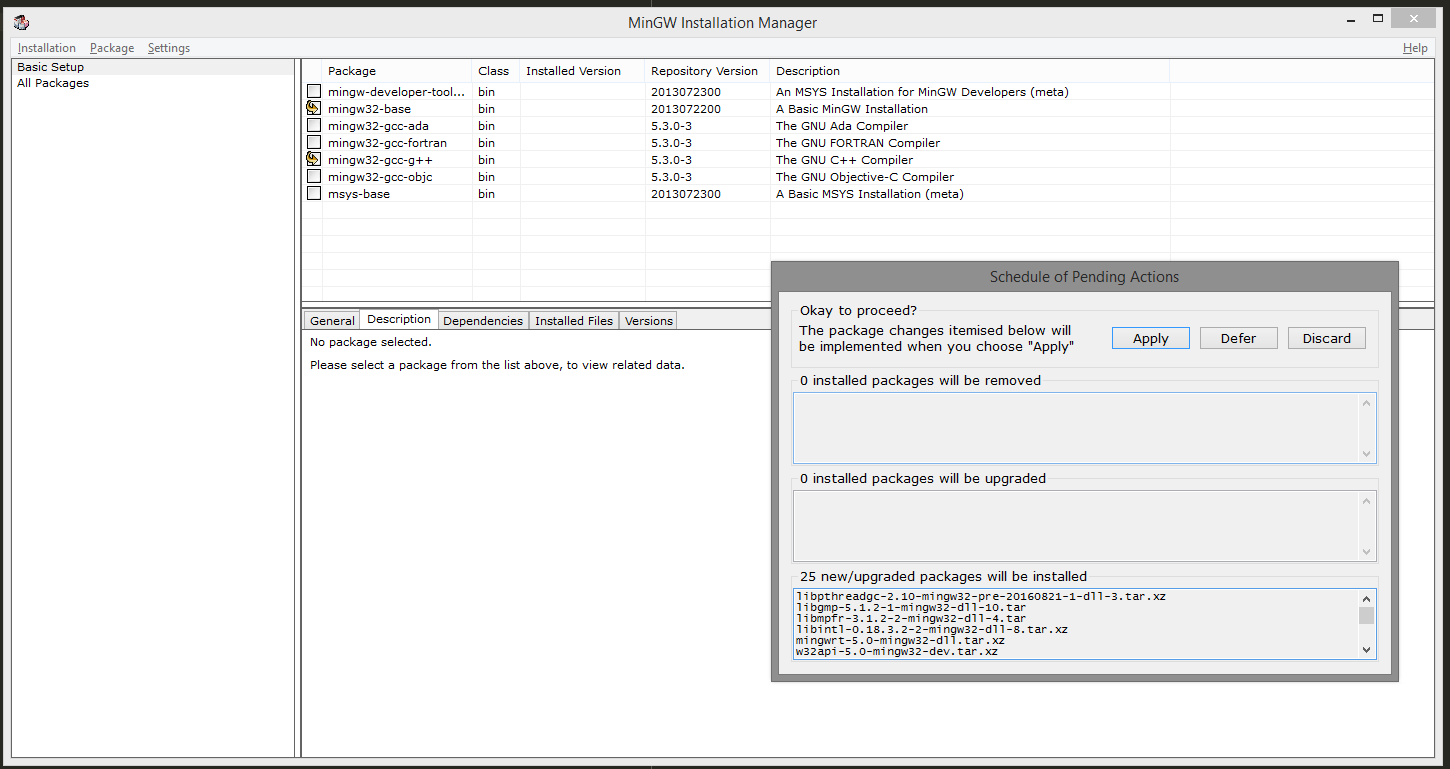 MinGW Installation Manager
Installation Package Settings Help
Basic Setup
All Packages
Package Class Installed Version Repository Version Description
mingw-developer-tool... bin 2013072300 An MSYS Installation for MinGW Developers (meta)
mingw32-base bin 2013072200 A Basic MinGW Installation
mingw32-gcc-ada bin 5.3.0-3 The GNU Ada Compiler
mingw32-gcc-fortran bin 5.3.0-3 The GNU FORTRAN Compiler
mingw32-gcc-g++ bin 5.3.0-3 The GNU C++ Compiler
mingw32-gcc-objc bin 5.3.0-3 The GNU Objective-C Compiler
msys-base bin 2013072300 A Basic MSYS Installation (meta)
General Description Dependencies Installed Files Versions
No package selected.
Please select a package from the list above, to view related data.
Schedule of Pending Actions
Okay to proceed?
The package changes itemised below will
be implemented when you choose "Apply"
Apply Defer Discard
0 installed packages will be removed
0 installed packages will be upgraded
25 new/upgraded packages will be installed
libpthreadgc-2.10-mingw32-pre-20160821-1-dll-3.tar.xz
libgmp-5.1.2-1-mingw32-dll-10.tar
libmpfr-3.1.2-2-mingw32-dll-4.tar
libintl-0.18.3.2-2-mingw32-dll-8.tar.xz
mingwrt-5.0-mingw32-dll.tar.xz
w32api-5.0-mingw32-dev.tar.xz